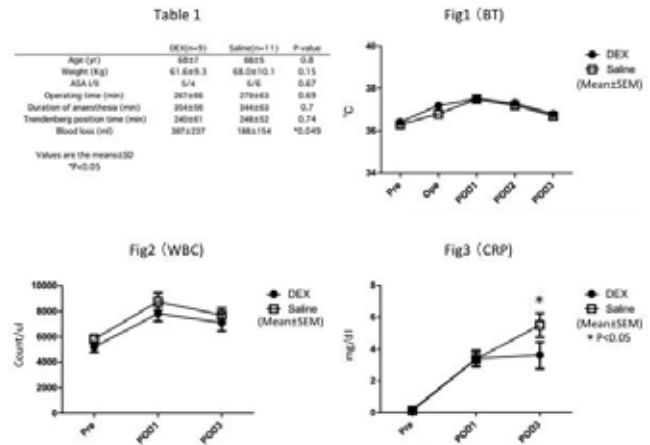 Table 1
DEX(n=9) Saline(n=11) P-value
Age (yr) 68±7 68±5 0.8
Weight (Kg) 61.6±9.3 68.0±10.1 0.15
ASA I/II 5/4 5/6 0.67
Operating time (min) 267±66 279±63 0.69
Duration of anaesthesia (min) 354±56 344±63 0.7
Trendenberg position time (min) 240±61 248±52 0.74
Blood loss (ml) 387±237 188±154 *0.049
Values are the means±SD
*P<0.05
Fig1 (BT)
40
38
36
34
℃
Pre Ope POD1 POD2 POD3
DEX
Saline
(Mean±SEM)
Fig2 (WBC)
10000
8000
6000
4000
2000
0
Count/ul
Pre POD1 POD3
DEX
Saline
(Mean±SEM)
Fig3 (CRP)
8
6
4
2
0
mg/dl
*
Pre POD1 POD3
DEX
Saline
(Mean±SEM)
* P<0.05